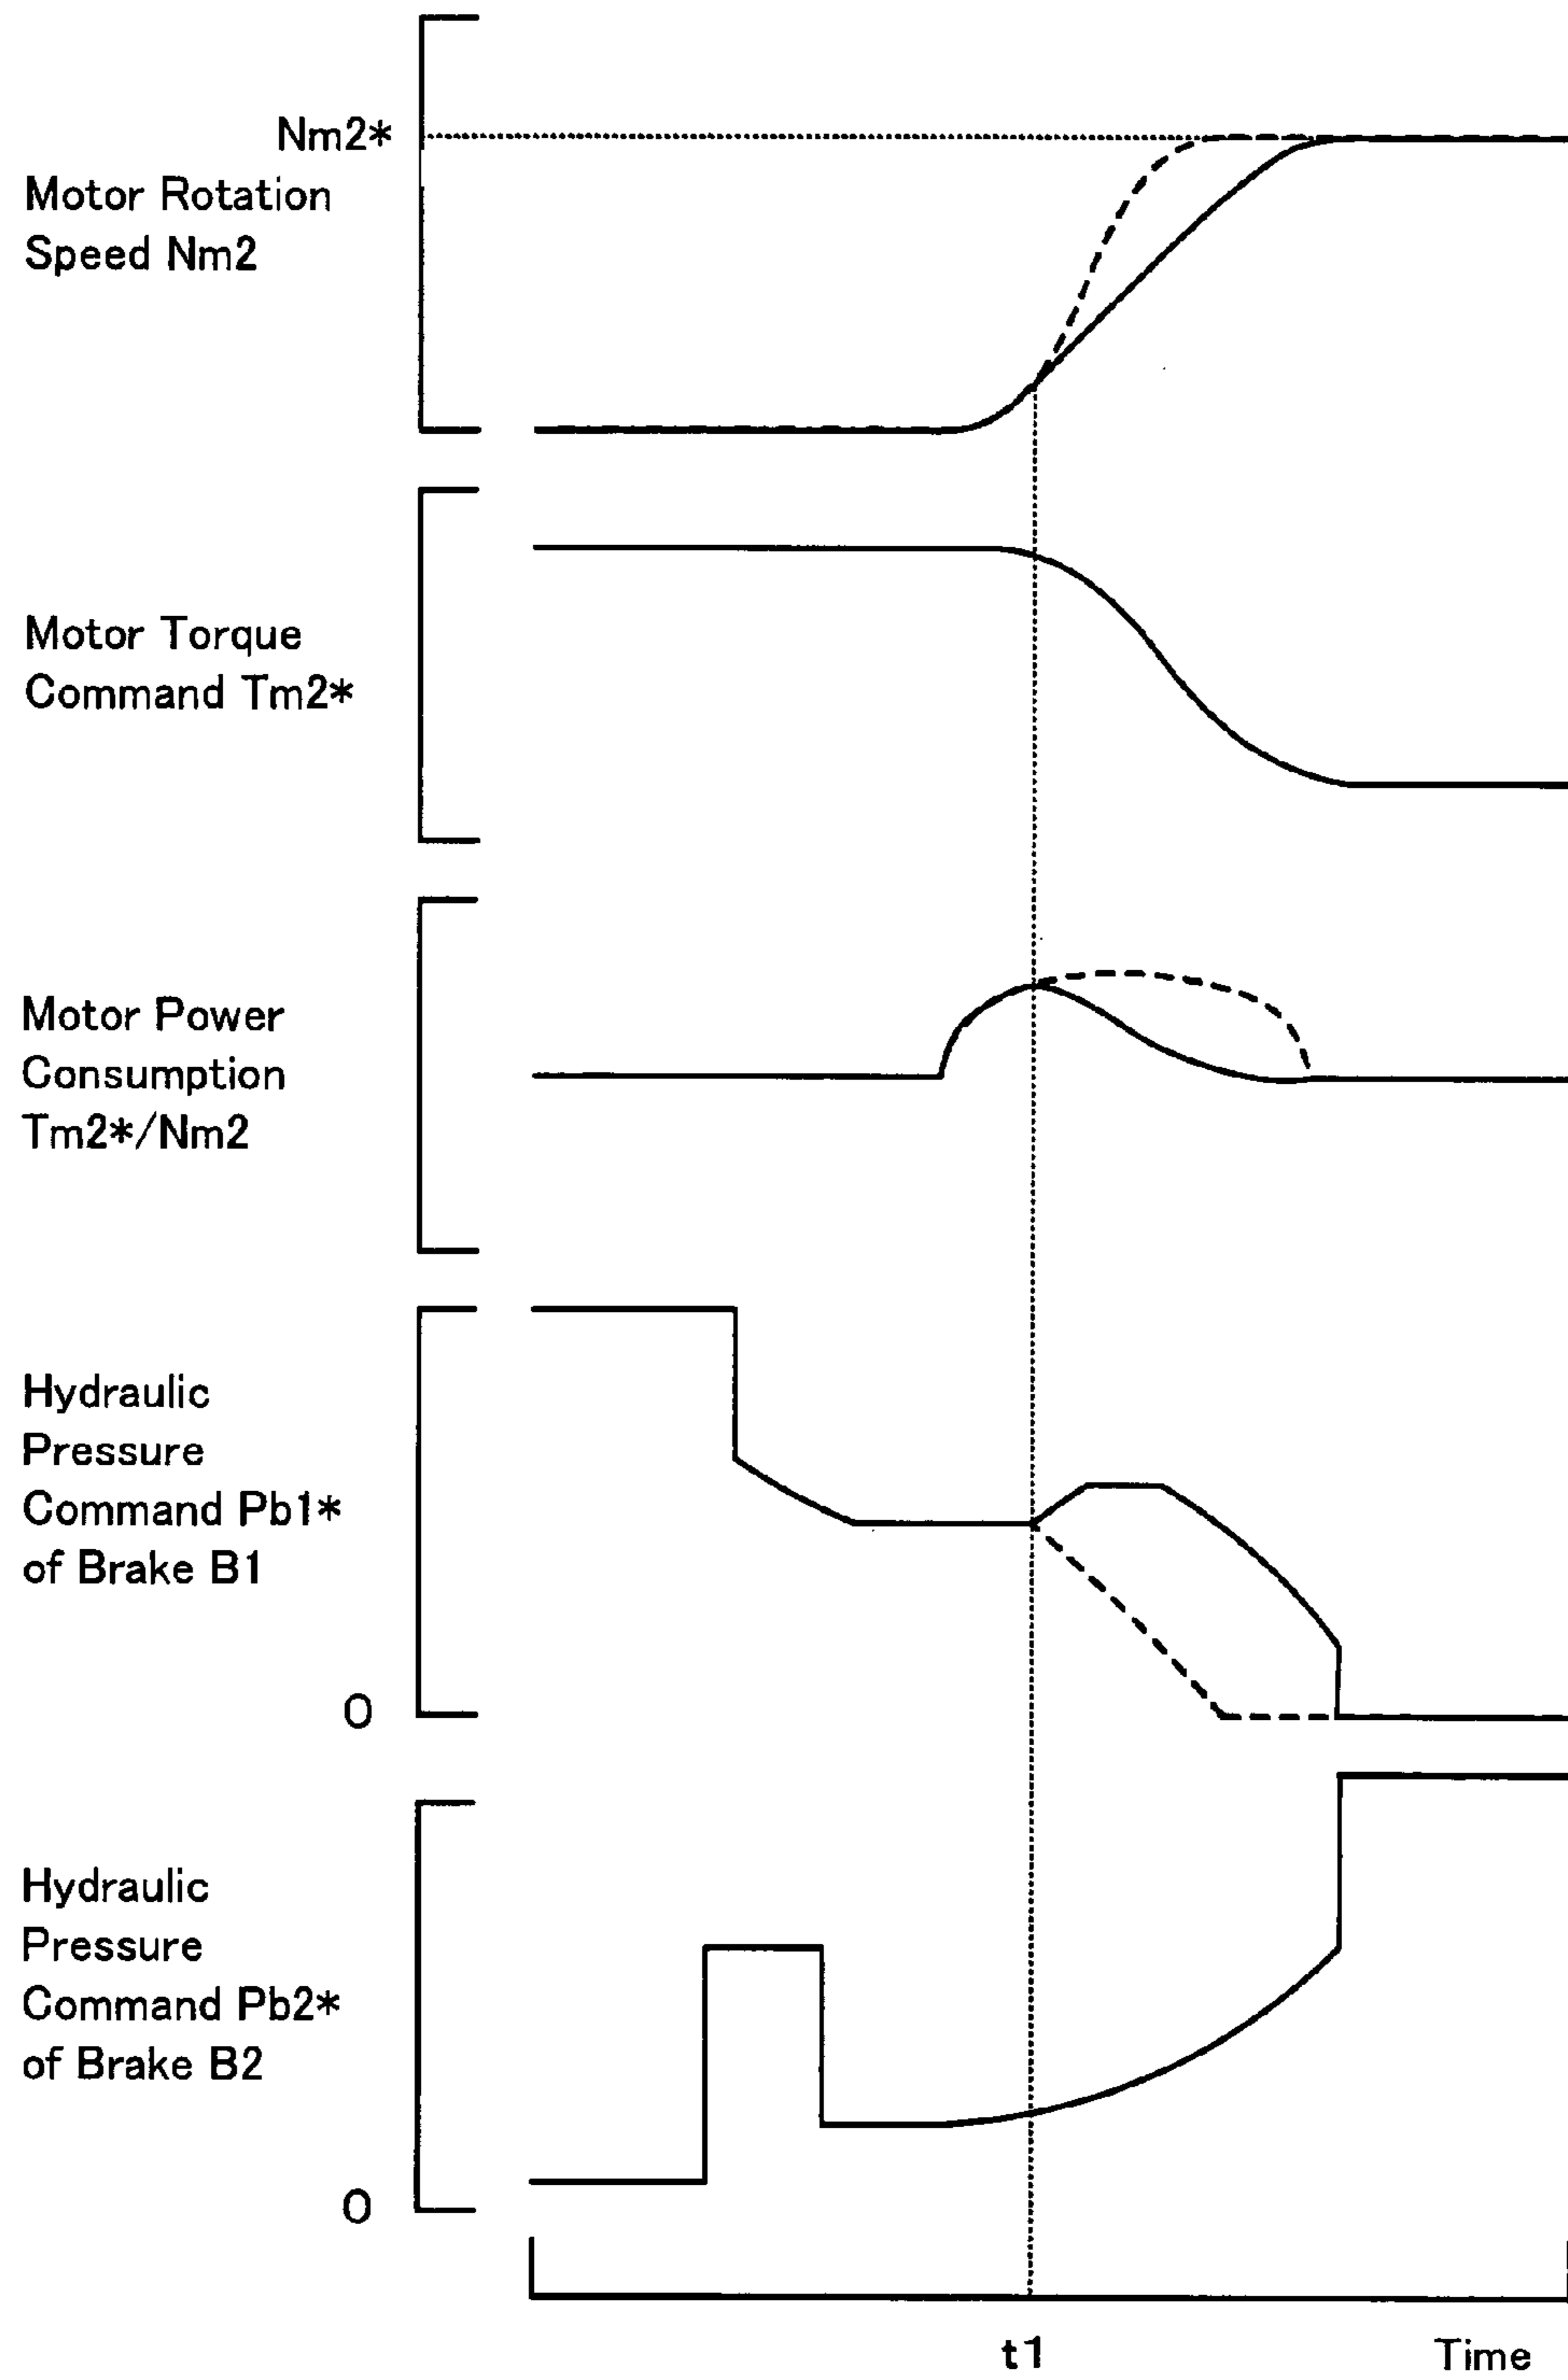 Nm2*
Motor Rotation
Speed Nm2
Motor Torque
Command Tm2*
Motor Power
Consumption
Tm2*/Nm2
Hydraulic
Pressure
Command Pb1*
of Brake B1
0
Hydraulic
Pressure
Command Pb2*
of Brake B2
0
t1
Time